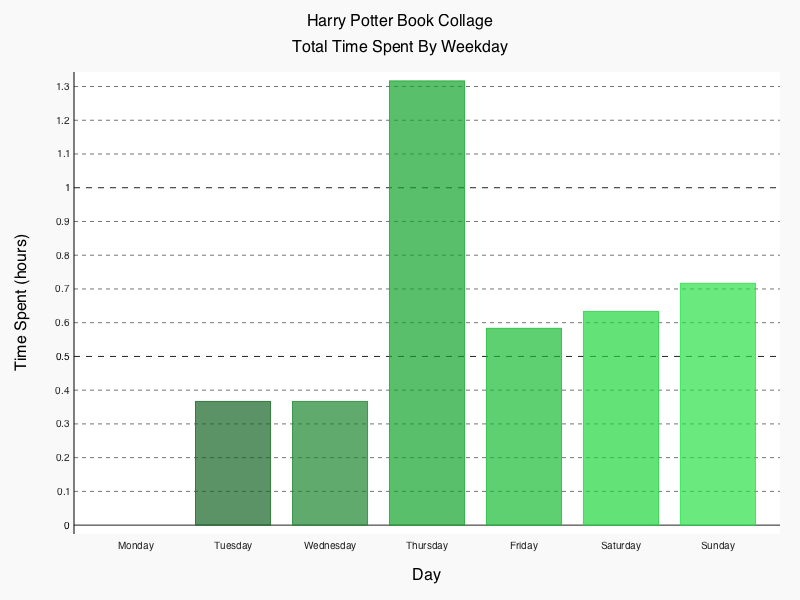 Harry Potter Book Collage
Total Time Spent By Weekday
Time Spent (hours)
1.3
1.2
1.1
1
0.9
0.8
0.7
0.6
0.5
0.4
0.3
0.2
0.1
0
Monday Tuesday Wednesday Thursday Friday Saturday Sunday
Day